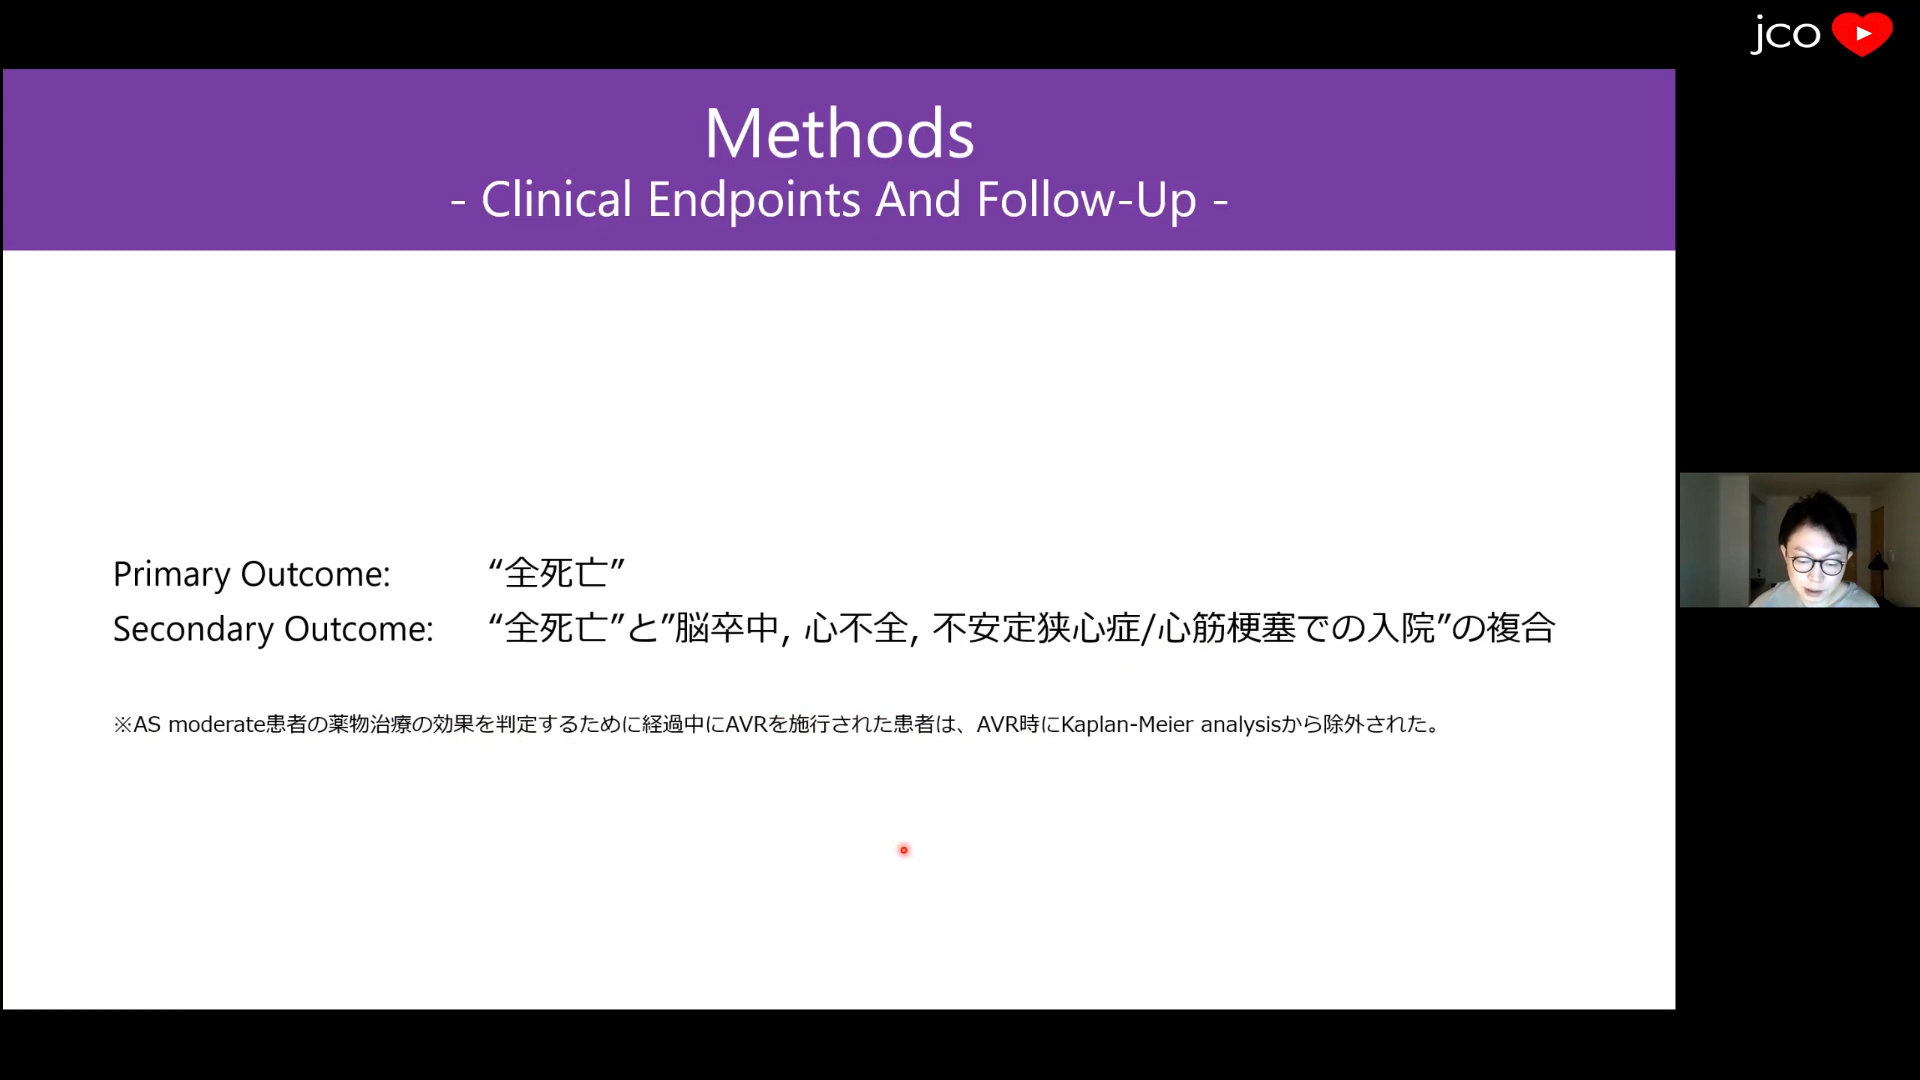 jco
Methods
- Clinical Endpoints And Follow-Up -
Primary Outcome: “全死亡”
Secondary Outcome: “全死亡”と”脳卒中, 心不全, 不安定狭心症/心筋梗塞での入院”の複合
※AS moderate患者の薬物治療の効果を判定するために経過中にAVRを施行された患者は、AVR時にKaplan-Meier analysisから除外された。